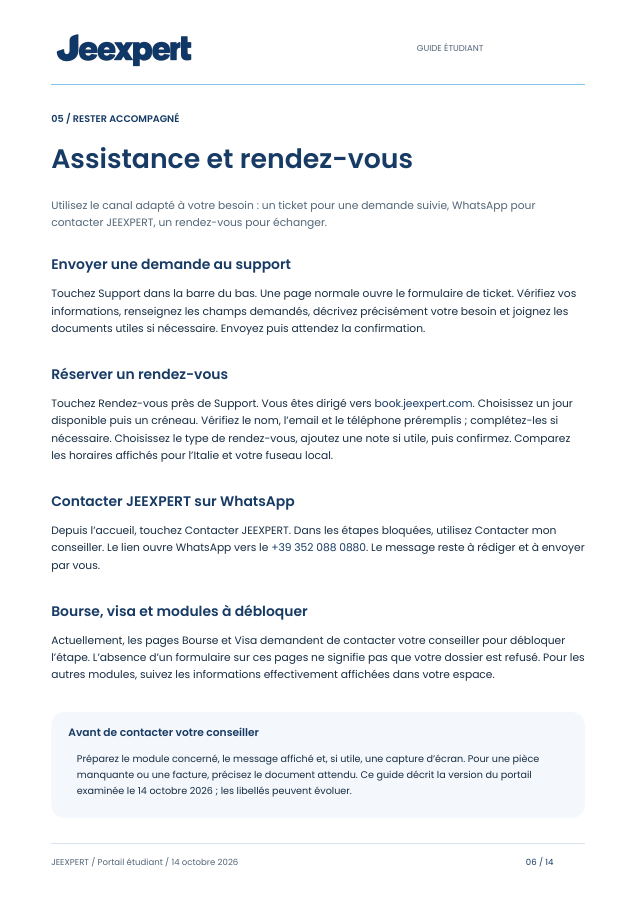 Jeexpert
GUIDE ÉTUDIANT
05 / RESTER ACCOMPAGNÉ
Assistance et rendez-vous
Utilisez le canal adapté à votre besoin : un ticket pour une demande suivie, WhatsApp pour
contacter JEEXPERT, un rendez-vous pour échanger.
Envoyer une demande au support
Touchez Support dans la barre du bas. Une page normale ouvre le formulaire de ticket. Vérifiez vos
informations, renseignez les champs demandés, décrivez précisément votre besoin et joignez les
documents utiles si nécessaire. Envoyez puis attendez la confirmation.
Réserver un rendez-vous
Touchez Rendez-vous près de Support. Vous êtes dirigé vers book.jeexpert.com. Choisissez un jour
disponible puis un créneau. Vérifiez le nom, l’email et le téléphone préremplis ; complétez-les si
nécessaire. Choisissez le type de rendez-vous, ajoutez une note si utile, puis confirmez. Comparez
les horaires affichés pour l’Italie et votre fuseau local.
Contacter JEEXPERT sur WhatsApp
Depuis l’accueil, touchez Contacter JEEXPERT. Dans les étapes bloquées, utilisez Contacter mon
conseiller. Le lien ouvre WhatsApp vers le +39 352 088 0880. Le message reste à rédiger et à envoyer
par vous.
Bourse, visa et modules à débloquer
Actuellement, les pages Bourse et Visa demandent de contacter votre conseiller pour débloquer
l’étape. L’absence d’un formulaire sur ces pages ne signifie pas que votre dossier est refusé. Pour les
autres modules, suivez les informations effectivement affichées dans votre espace.
Avant de contacter votre conseiller
Préparez le module concerné, le message affiché et, si utile, une capture d’écran. Pour une pièce
manquante ou une facture, précisez le document attendu. Ce guide décrit la version du portail
examinée le 14 octobre 2026 ; les libellés peuvent évoluer.
JEEXPERT / Portail étudiant / 14 octobre 2026
06 / 14